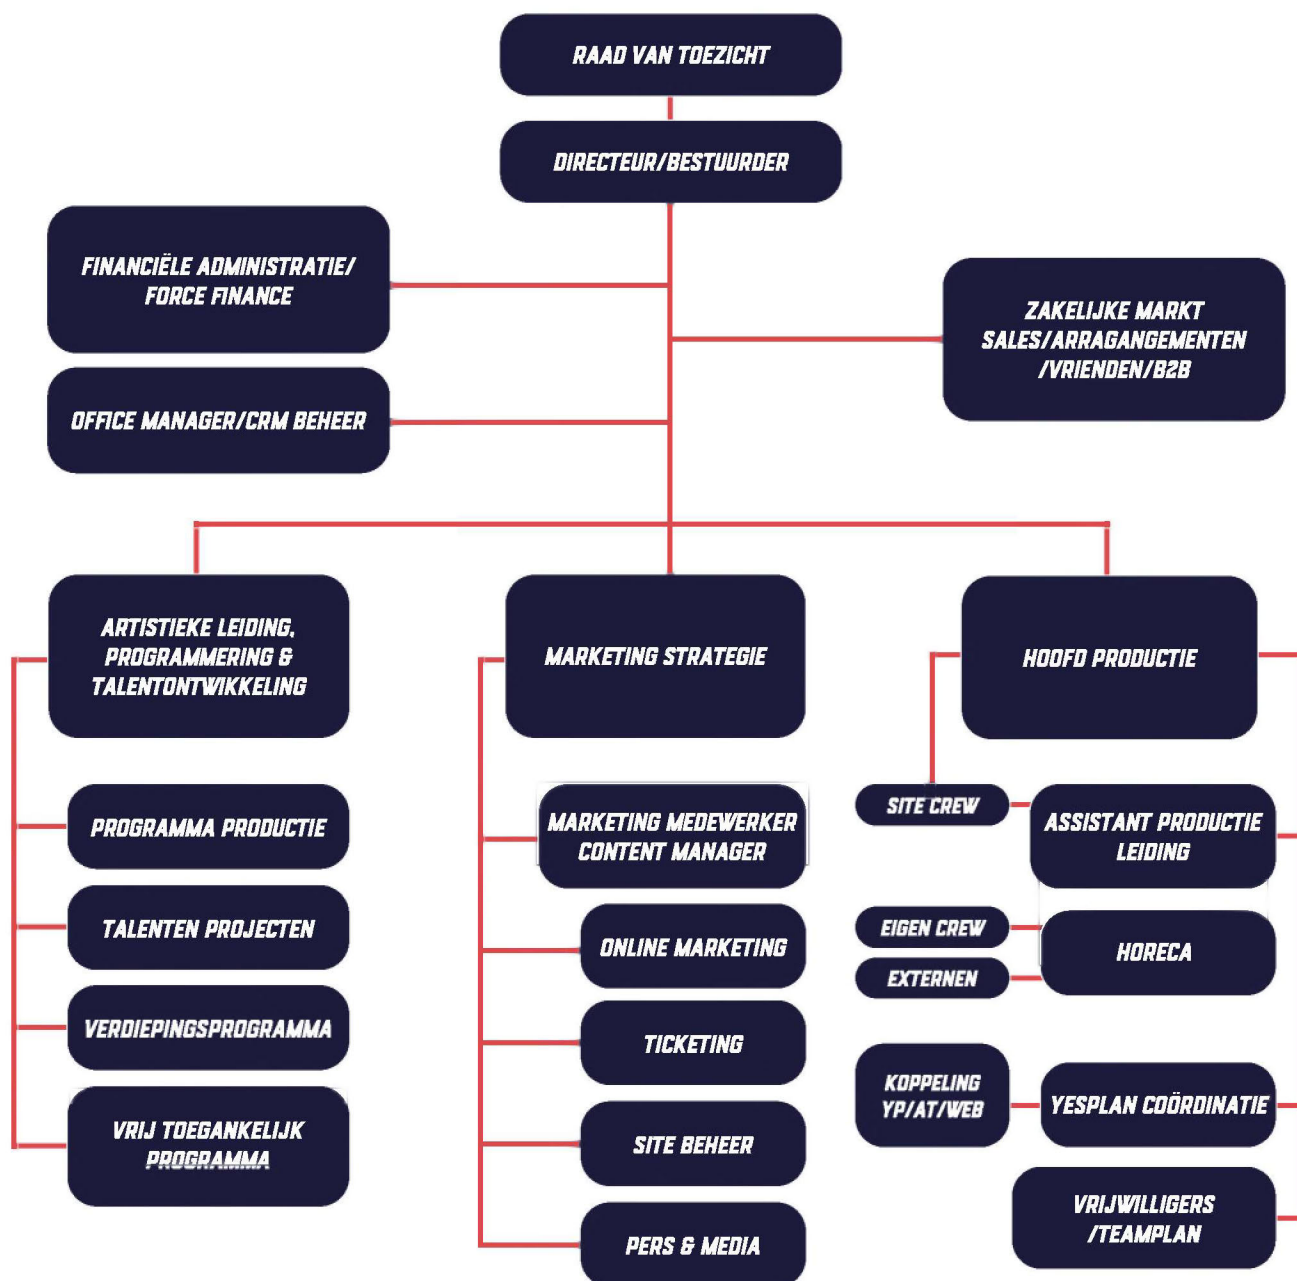 RAAD VAN TOEZICHT
DIRECTEUR/BESTUURDER
FINANCIËLE ADMINISTRATIE/
FORCE FINANCE
ZAKELIJKE MARKT
SALES/ARRAGANGEMENTEN
/VRIENDEN/B2B
OFFICE MANAGER/CRM BEHEER
ARTISTIEKE LEIDING,
PROGRAMMERING &
TALENTONTWIKKELING
PROGRAMMA PRODUCTIE
TALENTEN PROJECTEN
VERDIEPINGSPROGRAMMA
VRIJ TOEGANKELIJK
PROGRAMMA
MARKETING STRATEGIE
MARKETING MEDEWERKER
CONTENT MANAGER
ONLINE MARKETING
TICKETING
SITE BEHEER
PERS & MEDIA
HOOFD PRODUCTIE
SITE CREW
ASSISTANT PRODUCTIE
LEIDING
EIGEN CREW
EXTERNEN
HORECA
KOPPELING
YP/AT/WEB
YESPLAN COÖRDINATIE
VRIJWILLIGERS
/TEAMPLAN